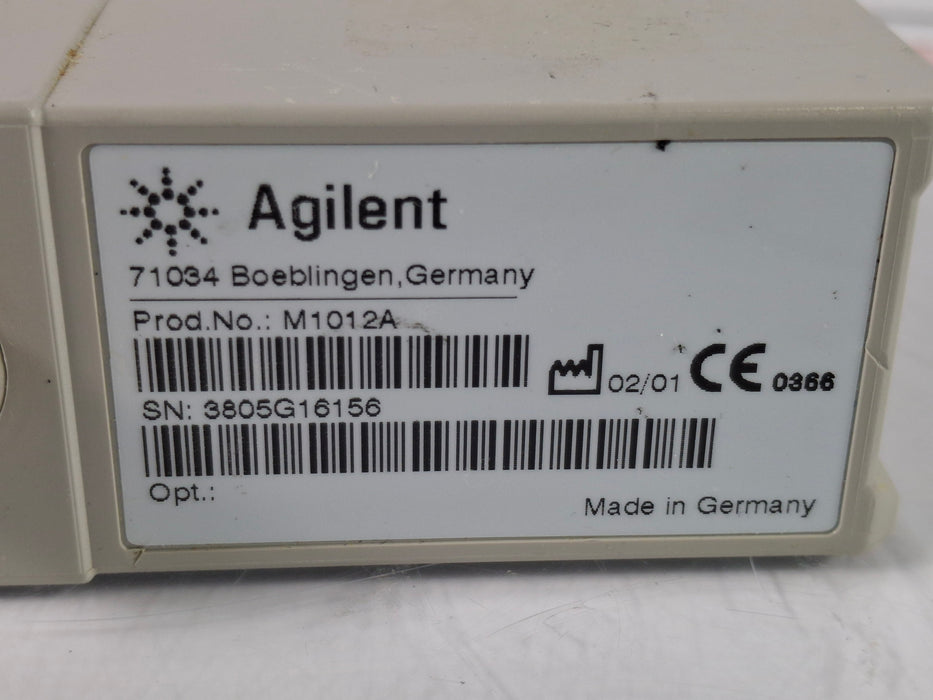 Agilent
71034 Boeblingen,Germany
Prod.No.: M1012A
02/01 CE 0366
SN: 3805G16156
Opt.:
Made in Germany